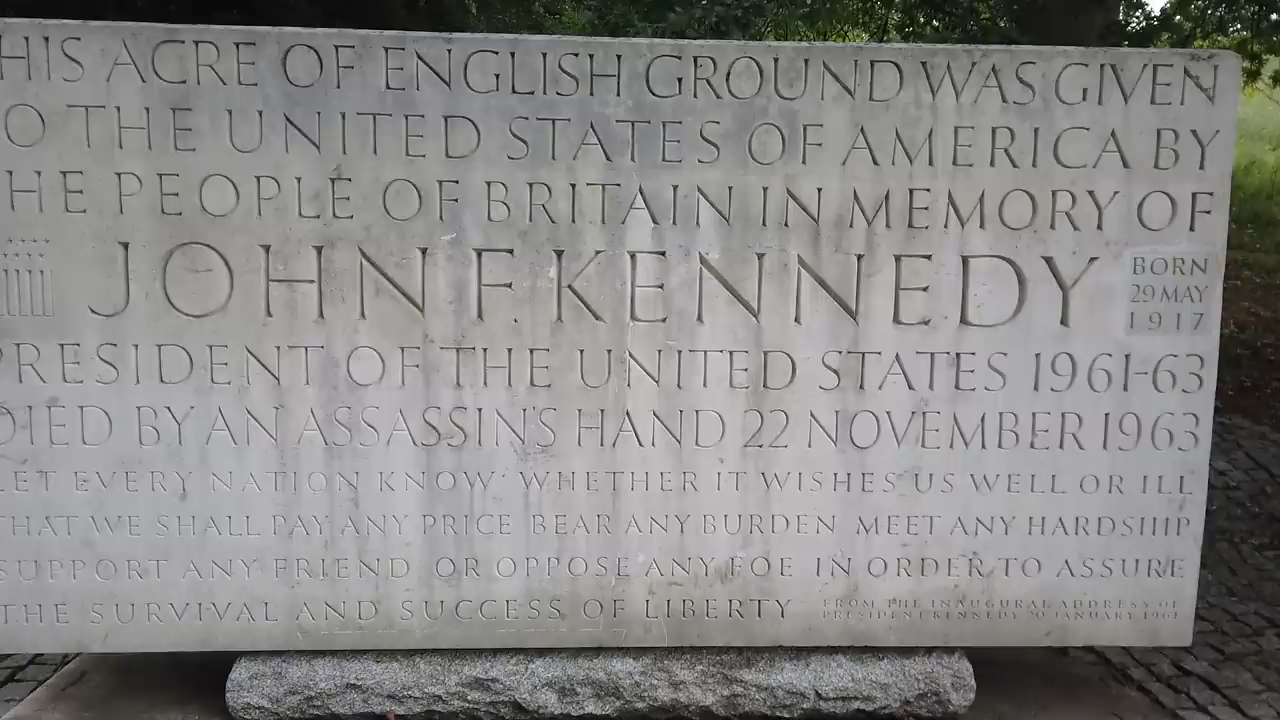 HIS ACRE OF ENGLISH GROUND WAS GIVEN
O THE UNITED STATES OF AMERICA BY
HE PEOPLE OF BRITAIN IN MEMORY OF
JOHN F. KENNEDY
BORN
29 MAY
1917
PRESIDENT OF THE UNITED STATES 1961-63
DIED BY AN ASSASSIN'S HAND 22 NOVEMBER 1963
LET EVERY NATION KNOW WHETHER IT WISHES US WELL OR ILL
THAT WE SHALL PAY ANY PRICE BEAR ANY BURDEN MEET ANY HARDSHIP
SUPPORT ANY FRIEND OR OPPOSE ANY FOE IN ORDER TO ASSURE
THE SURVIVAL AND SUCCESS OF LIBERTY
FROM THE INAUGURAL ADDRESS OF
PRESIDENT KENNEDY 20 JANUARY 1961